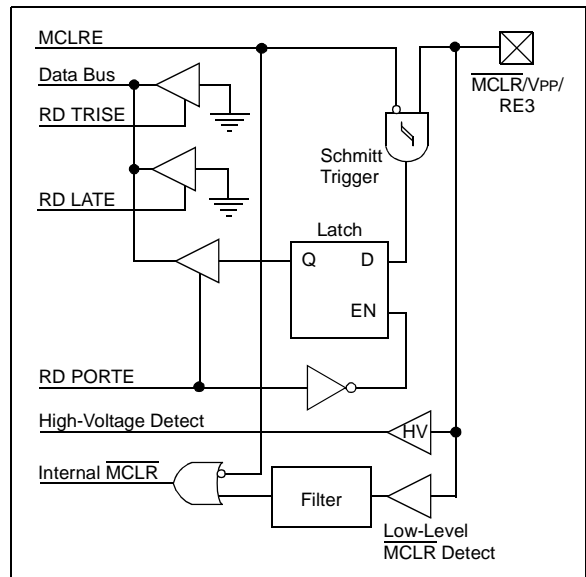 MCLRE
Data Bus
RD TRISE
MCLR/VPP/
RE3
Schmitt
Trigger
RD LATE
Latch
Q
D
EN
RD PORTE
High-Voltage Detect
HV
Internal MCLR
Filter
Low-Level
MCLR Detect